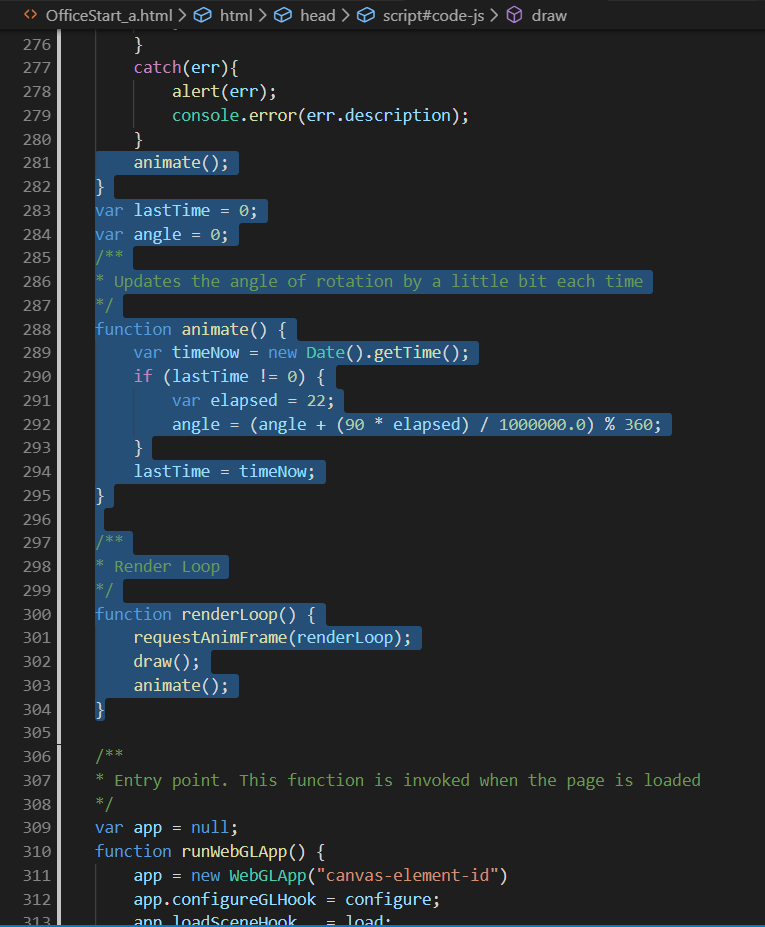 OfficeStart_a.html > html > head > script#code-js > draw
276 }
277 catch(err){
278 alert(err);
279 console.error(err.description);
280 }
281 animate();
282 }
283 var lastTime = 0;
284 var angle = 0;
285 /**
286 * Updates the angle of rotation by a little bit each time
287 */
288 function animate() {
289 var timeNow = new Date().getTime();
290 if (lastTime != 0) {
291 var elapsed = 22;
292 angle = (angle + (90 * elapsed) / 1000000.0) % 360;
293 }
294 lastTime = timeNow;
295 }
296
297 /**
298 * Render Loop
299 */
300 function renderLoop() {
301 requestAnimFrame(renderLoop);
302 draw();
303 animate();
304 }
305
306 /**
307 * Entry point. This function is invoked when the page is loaded
308 */
309 var app = null;
310 function runWebGLApp() {
311 app = new WebGLApp("canvas-element-id")
312 app.configureGLHook = configure;
313 app.loadSceneHook = load;